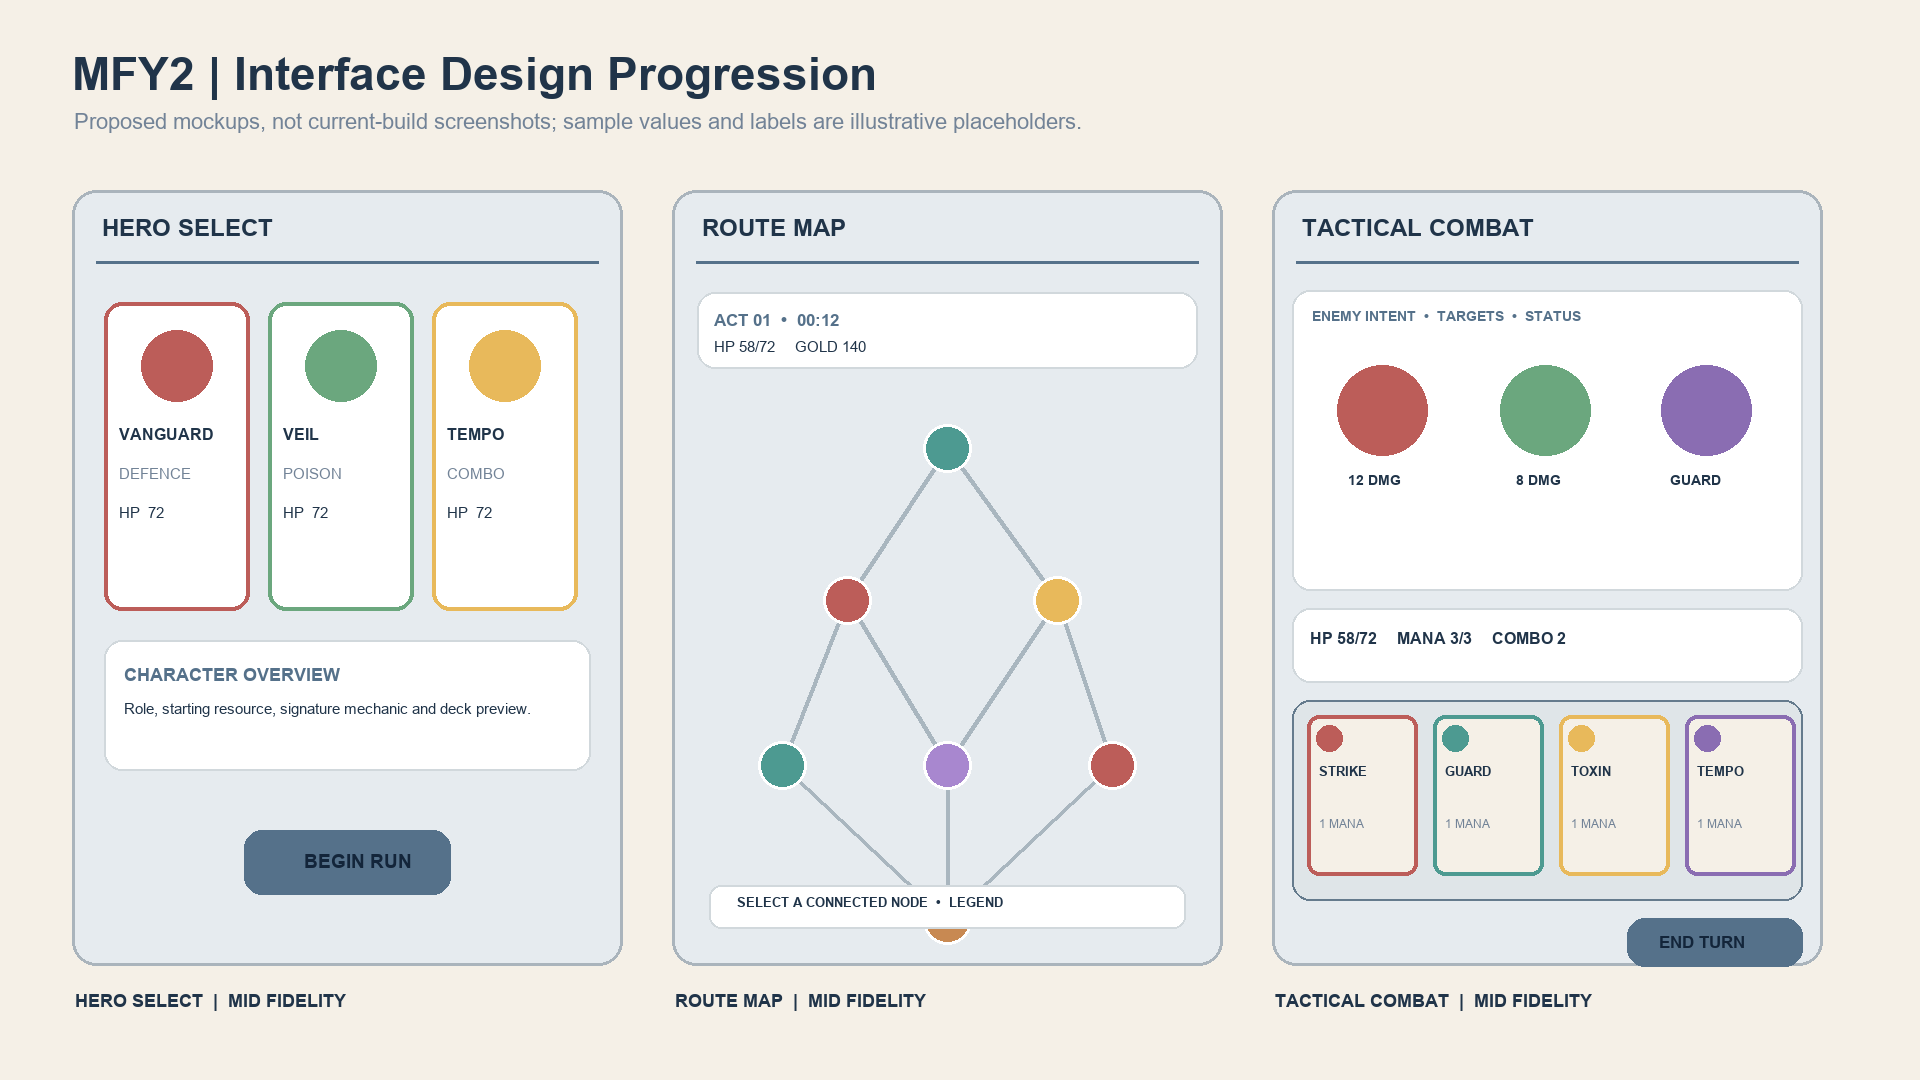 MFY2 | Interface Design Progression
Proposed mockups, not current-build screenshots; sample values and labels are illustrative placeholders.
HERO SELECT
VANGUARD
DEFENCE
HP 72
VEIL
POISON
HP 72
TEMPO
COMBO
HP 72
CHARACTER OVERVIEW
Role, starting resource, signature mechanic and deck preview.
BEGIN RUN
HERO SELECT | MID FIDELITY
ROUTE MAP
ACT 01 • 00:12
HP 58/72 GOLD 140
SELECT A CONNECTED NODE • LEGEND
ROUTE MAP | MID FIDELITY
TACTICAL COMBAT
ENEMY INTENT • TARGETS • STATUS
12 DMG
8 DMG
GUARD
HP 58/72 MANA 3/3 COMBO 2
STRIKE
1 MANA
GUARD
1 MANA
TOXIN
1 MANA
TEMPO
1 MANA
END TURN
TACTICAL COMBAT | MID FIDELITY